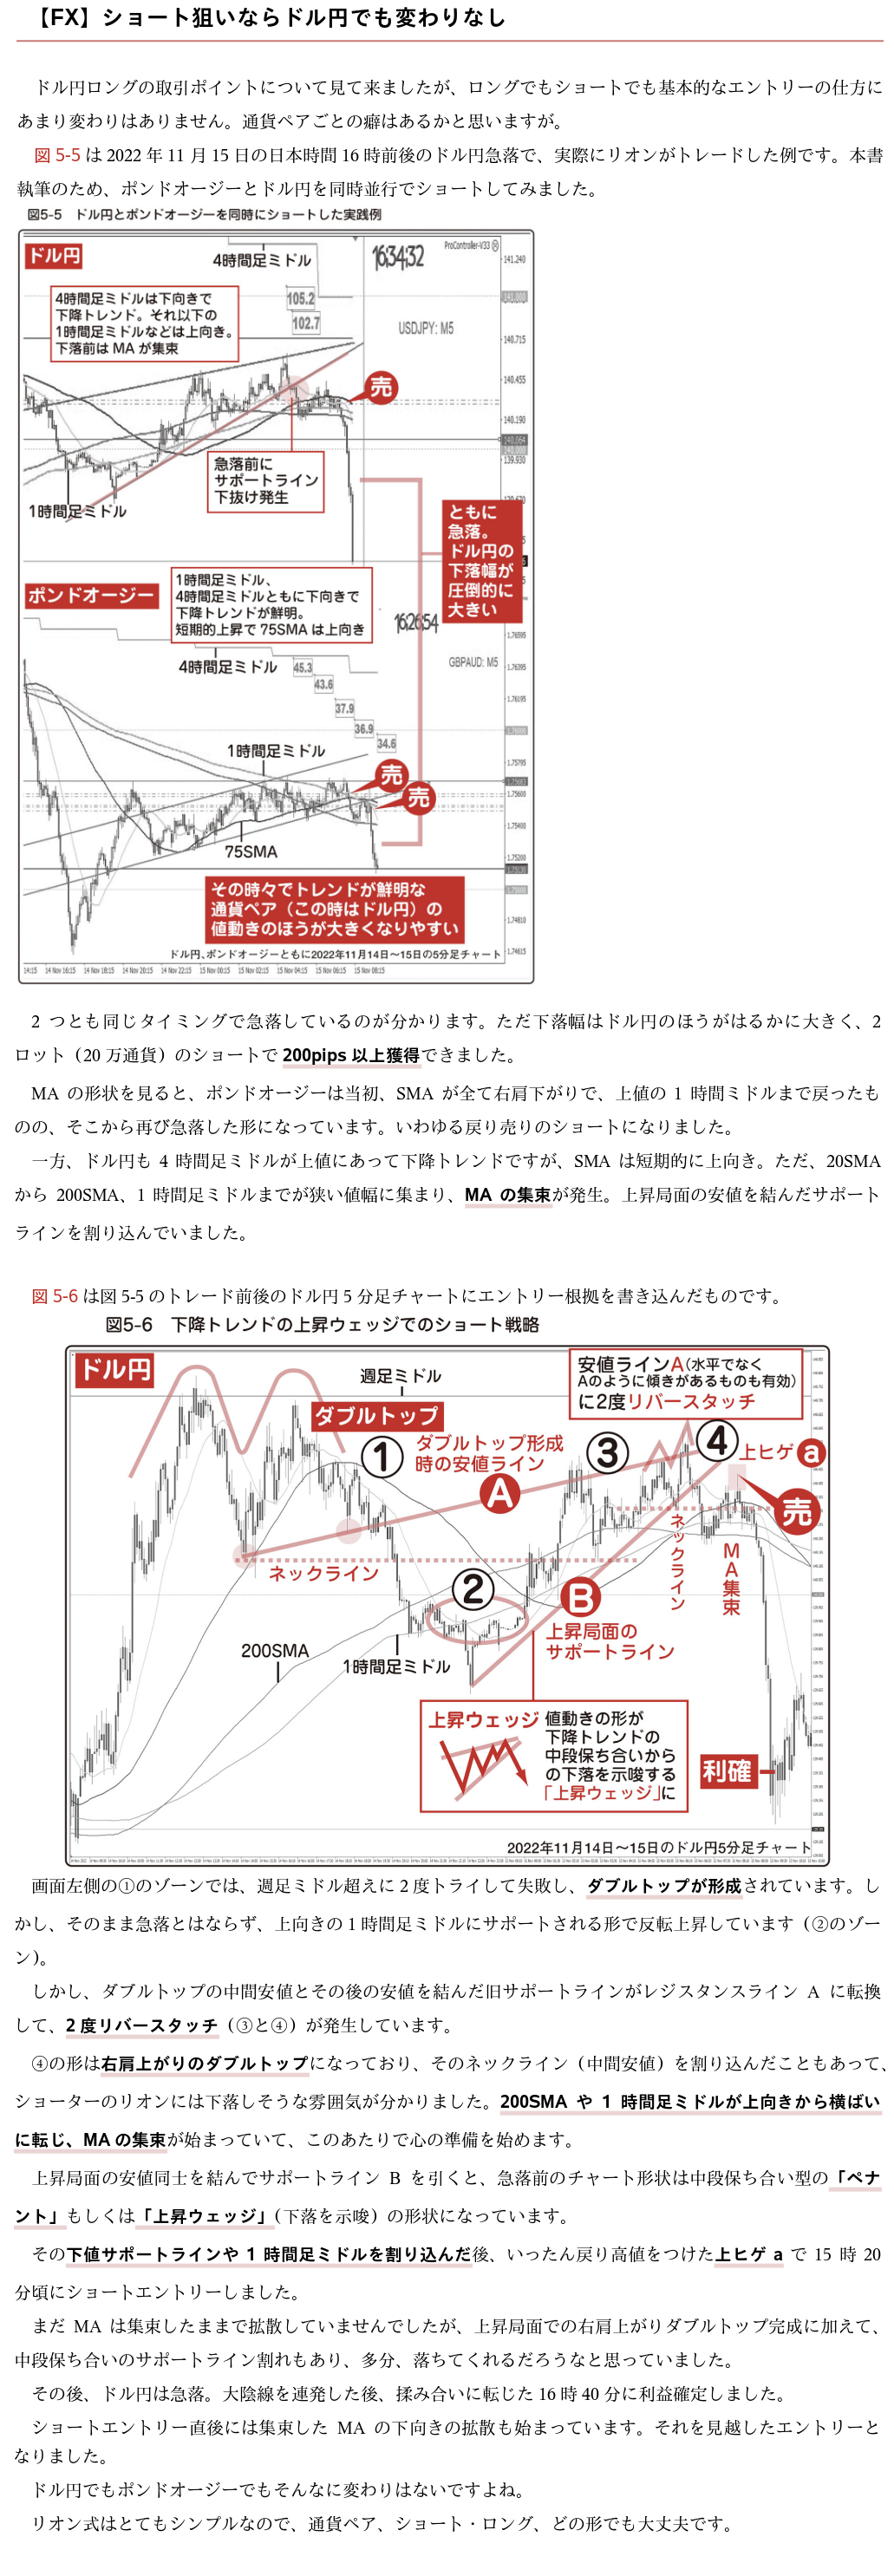 【FX】ショート狙いならドル円でも変わりなし
ドル円ロングの取引ポイントについて見て来ましたが、ロングでもショートでも基本的なエントリーの仕方に
あまり変わりはありません。通貨ペアごとの癖はあるかと思いますが。
図 5-5 は 2022 年 11 月 15 日の日本時間 16 時前後のドル円急落で、実際にリオンがトレードした例です。本書
執筆のため、ポンドオージーとドル円を同時並行でショートしてみました。
図5-5 ドル円とポンドオージーを同時にショートした実践例
ドル円
4時間足ミドル
16:34:32
ProController-V33
141.240
4時間足ミドルは下向きで
下降トレンド。それ以下の
1時間足ミドルなどは上向き。
下落前は MA が集束
105.2
102.7
USDJPY: M5
140.715
140.455
売
140.190
139.930
急落前に
サポートライン
下抜け発生
1時間足ミドル
ともに
急落。
ドル円の
下落幅が
圧倒的に
大きい
ポンドオージー
1時間足ミドル、
4時間足ミドルともに下向きで
下降トレンドが鮮明。
短期的上昇で 75SMA は上向き
16:26:54
1.76595
4時間足ミドル
GBPAUD: M5
1.76395
45.3
43.6
1.76195
37.9
36.9
34.6
1時間足ミドル
1.75795
売
1.75600
売
1.75400
75SMA
1.75200
その時々でトレンドが鮮明な
通貨ペア（この時はドル円）の
値動きのほうが大きくなりやすい
1.74810
1.74615
ドル円、ポンドオージーともに2022年11月14日〜15日の5分足チャート
14:15 14 Nov 16:15 14 Nov 18:15 14 Nov 20:15 14 Nov 22:15 15 Nov 00:15 15 Nov 02:15 15 Nov 04:15 15 Nov 06:15 15 Nov 08:15
2 つとも同じタイミングで急落しているのが分かります。ただ下落幅はドル円のほうがはるかに大きく、2
ロット（20 万通貨）のショートで 200pips 以上獲得できました。
MA の形状を見ると、ポンドオージーは当初、SMA が全て右肩下がりで、上値の 1 時間ミドルまで戻ったも
のの、そこから再び急落した形になっています。いわゆる戻り売りのショートになりました。
一方、ドル円も 4 時間足ミドルが上値にあって下降トレンドですが、SMA は短期的に上向き。ただ、20SMA
から 200SMA、1 時間足ミドルまでが狭い値幅に集まり、MA の集束が発生。上昇局面の安値を結んだサポート
ラインを割り込んでいました。
図 5-6 は図 5-5 のトレード前後のドル円 5 分足チャートにエントリー根拠を書き込んだものです。
図5-6 下降トレンドの上昇ウェッジでのショート戦略
ドル円
週足ミドル
安値ラインA（水平でなく
Aのように傾きがあるものも有効）
に2度リバースタッチ
ダブルトップ
①
ダブルトップ形成
時の安値ライン
A
③
④
上ヒゲ a
売
ネックライン
ネックライン
MA集束
②
B
上昇局面の
サポートライン
200SMA
1時間足ミドル
上昇ウェッジ
値動きの形が
下降トレンドの
中段保ち合いから
の下落を示唆する
「上昇ウェッジ」に
利確
2022年11月14日〜15日のドル円5分足チャート
画面左側の①のゾーンでは、週足ミドル超えに 2 度トライして失敗し、ダブルトップが形成されています。し
かし、そのまま急落とはならず、上向きの 1 時間足ミドルにサポートされる形で反転上昇しています（②のゾー
ン）。
しかし、ダブルトップの中間安値とその後の安値を結んだ旧サポートラインがレジスタンスライン A に転換
して、2 度リバースタッチ（③と④）が発生しています。
④の形は右肩上がりのダブルトップになっており、そのネックライン（中間安値）を割り込んだこともあって、
ショーターのリオンには下落しそうな雰囲気が分かりました。200SMA や 1 時間足ミドルが上向きから横ばい
に転じ、MA の集束が始まっていて、このあたりで心の準備を始めます。
上昇局面の安値同士を結んでサポートライン B を引くと、急落前のチャート形状は中段保ち合い型の「ペナ
ント」もしくは「上昇ウェッジ」（下落を示唆）の形状になっています。
その下値サポートラインや 1 時間足ミドルを割り込んだ後、いったん戻り高値をつけた上ヒゲ a で 15 時 20
分頃にショートエントリーしました。
まだ MA は集束したままで拡散していませんでしたが、上昇局面での右肩上がりダブルトップ完成に加えて、
中段保ち合いのサポートライン割れもあり、多分、落ちてくれるだろうなと思っていました。
その後、ドル円は急落。大陰線を連発した後、揉み合いに転じた 16 時 40 分に利益確定しました。
ショートエントリー直後には集束した MA の下向きの拡散も始まっています。それを見越したエントリーと
なりました。
ドル円でもポンドオージーでもそんなに変わりはないですよね。
リオン式はとてもシンプルなので、通貨ペア、ショート・ロング、どの形でも大丈夫です。